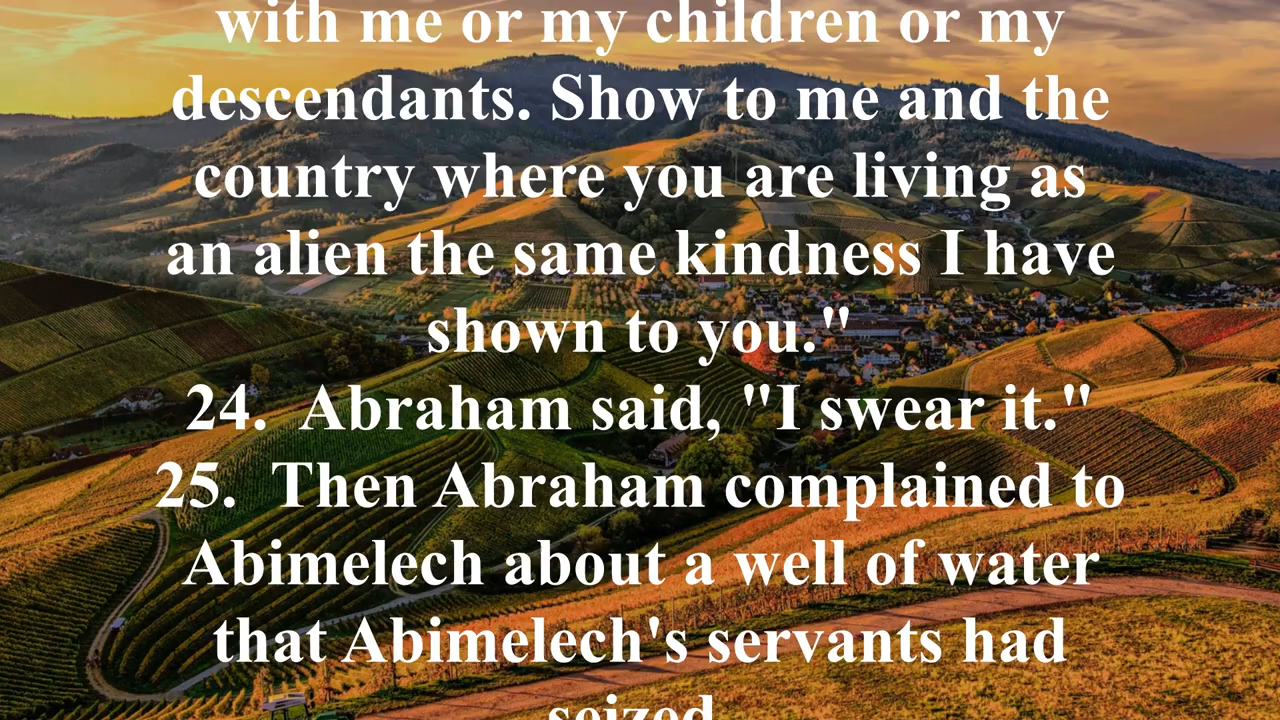 with me or my children or my
descendants. Show to me and the
country where you are living as
an alien the same kindness I have
shown to you."
24.  Abraham said, "I swear it."
25.  Then Abraham complained to
Abimelech about a well of water
that Abimelech's servants had
seized.